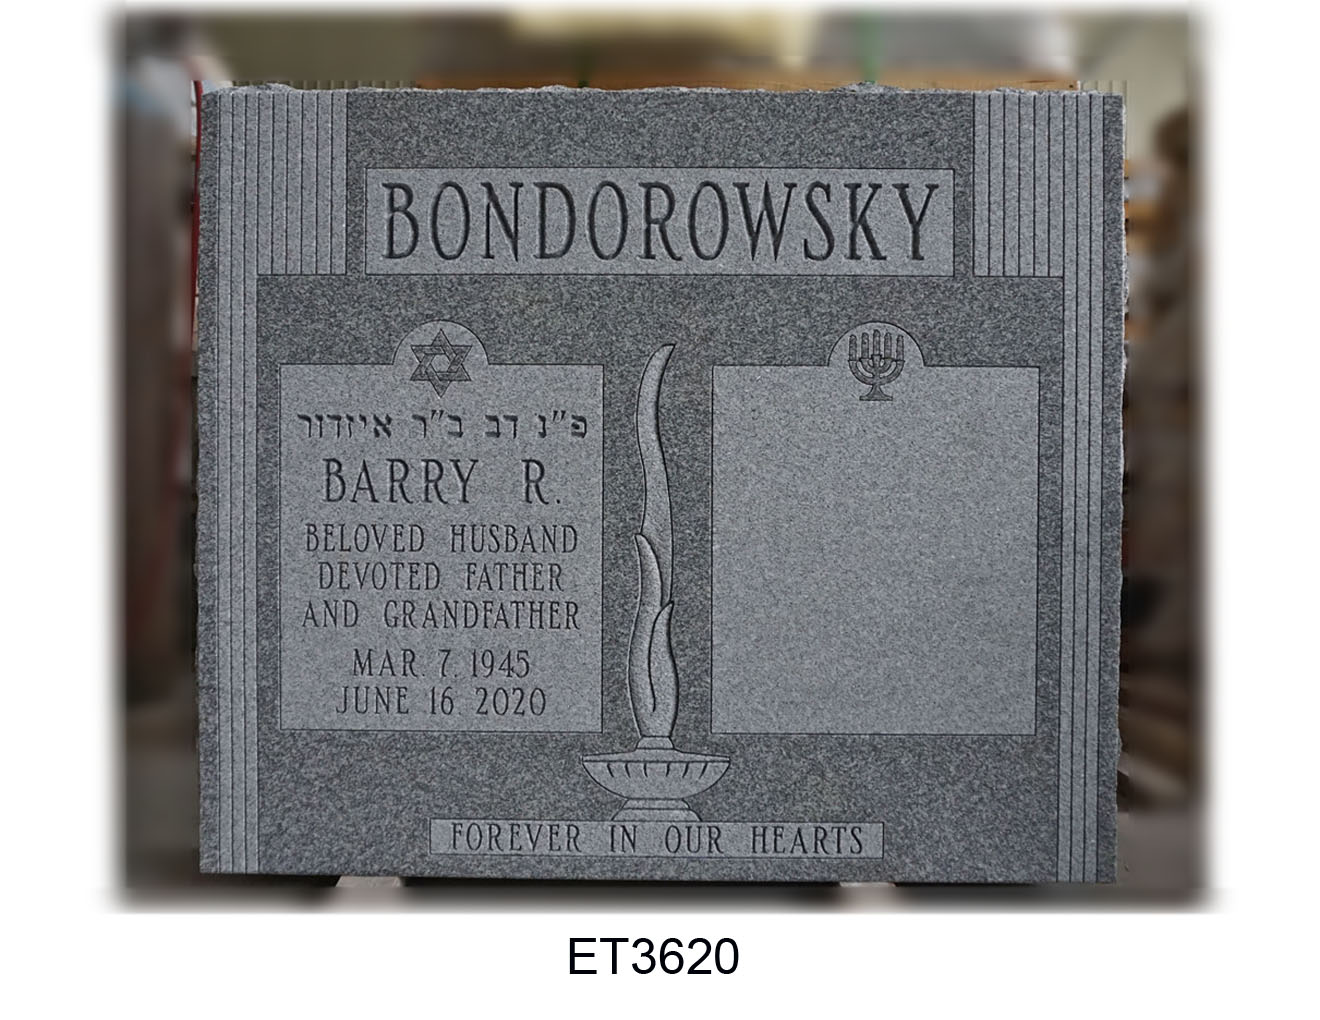 BONDOROWSKY
פ"נ דב ב"ר איזדור
BARRY R.
BELOVED HUSBAND
DEVOTED FATHER
AND GRANDFATHER
MAR. 7. 1945
JUNE 16. 2020
FOREVER IN OUR HEARTS
ET3620